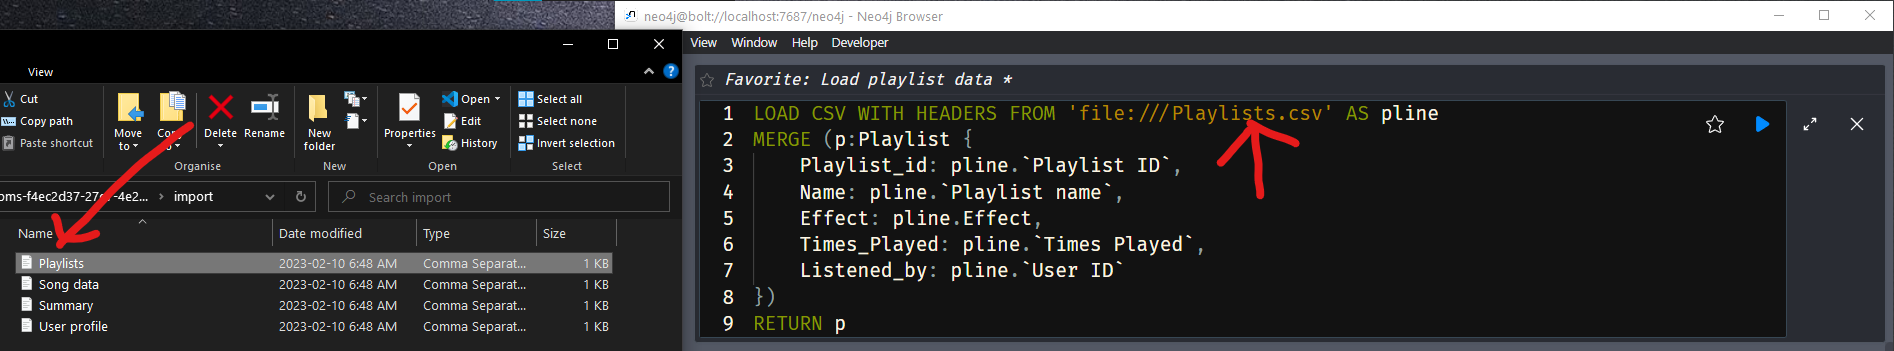 neo4j@bolt://localhost:7687/neo4j - Neo4j Browser
View
View Window Help Developer
Favorite: Load playlist data *
Cut
Copy path
Paste shortcut
Move to
Copy to
Delete
Rename
New folder
Properties
Open
Edit
History
Select all
Select none
Invert selection
Organise
New
Open
Select
import
Search import
Name Date modified Type Size
Playlists 2023-02-10 6:48 AM Comma Separat... 1 KB
Song data 2023-02-10 6:48 AM Comma Separat... 1 KB
Summary 2023-02-10 6:48 AM Comma Separat... 1 KB
User profile 2023-02-10 6:48 AM Comma Separat... 1 KB
1 LOAD CSV WITH HEADERS FROM 'file:///Playlists.csv' AS pline
2 MERGE (p:Playlist {
3 Playlist_id: pline.`Playlist ID`,
4 Name: pline.`Playlist name`,
5 Effect: pline.Effect,
6 Times_Played: pline.`Times Played`,
7 Listened_by: pline.`User ID`
8 })
9 RETURN p